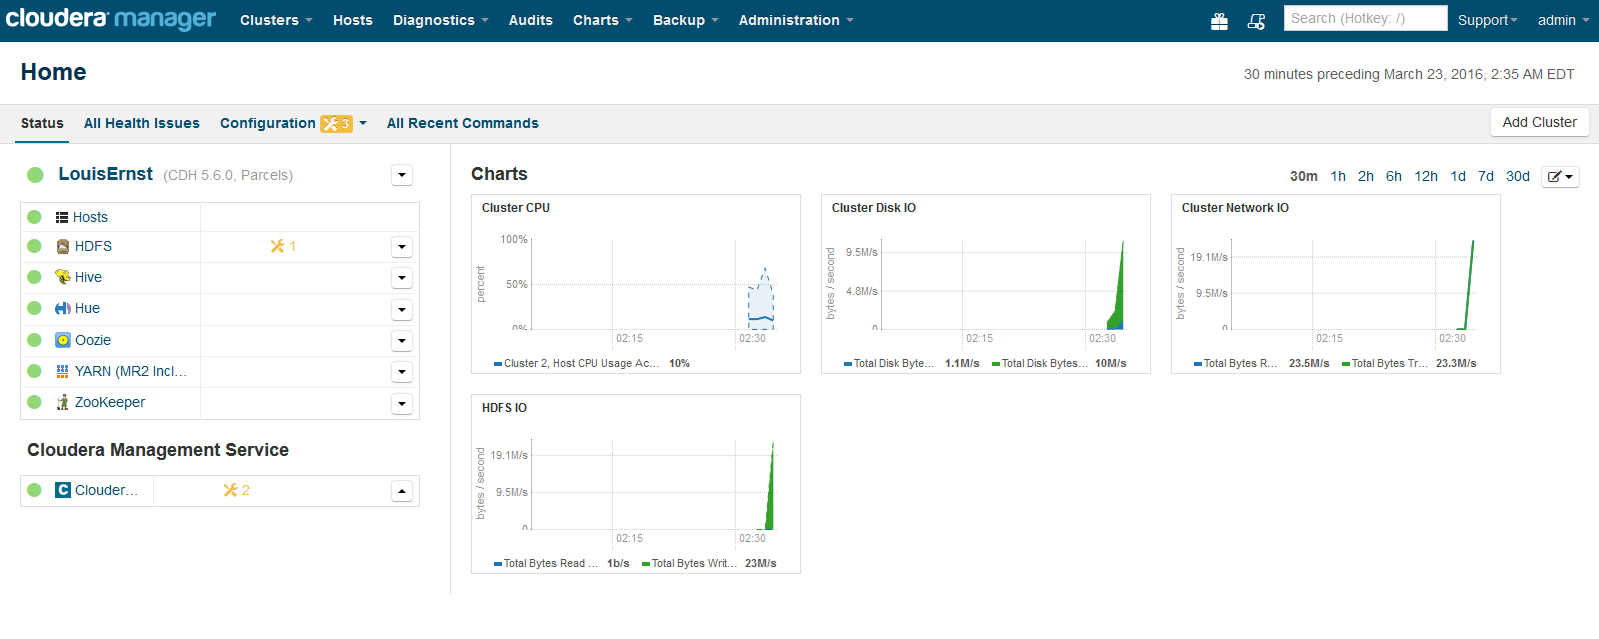 cloudera manager Clusters Hosts Diagnostics Audits Charts Backup Administration Search (Hotkey: /) Support admin
Home
30 minutes preceding March 23, 2016, 2:35 AM EDT
Status All Health Issues Configuration 3 All Recent Commands Add Cluster
LouisErnst (CDH 5.6.0, Parcels)
Hosts
HDFS 1
Hive
Hue
Oozie
YARN (MR2 Incl...
ZooKeeper
Cloudera Management Service
C Clouder... 2
Charts
30m 1h 2h 6h 12h 1d 7d 30d
Cluster CPU
percent
100%
50%
0%
02:15 02:30
Cluster 2, Host CPU Usage Ac... 10%
Cluster Disk IO
bytes / second
9.5M/s
4.8M/s
0
02:15 02:30
Total Disk Byte... 1.1M/s Total Disk Bytes... 10M/s
Cluster Network IO
bytes / second
19.1M/s
9.5M/s
0
02:15 02:30
Total Bytes R... 23.5M/s Total Bytes Tr... 23.3M/s
HDFS IO
bytes / second
19.1M/s
9.5M/s
0
02:15 02:30
Total Bytes Read ... 1b/s Total Bytes Writ... 23M/s